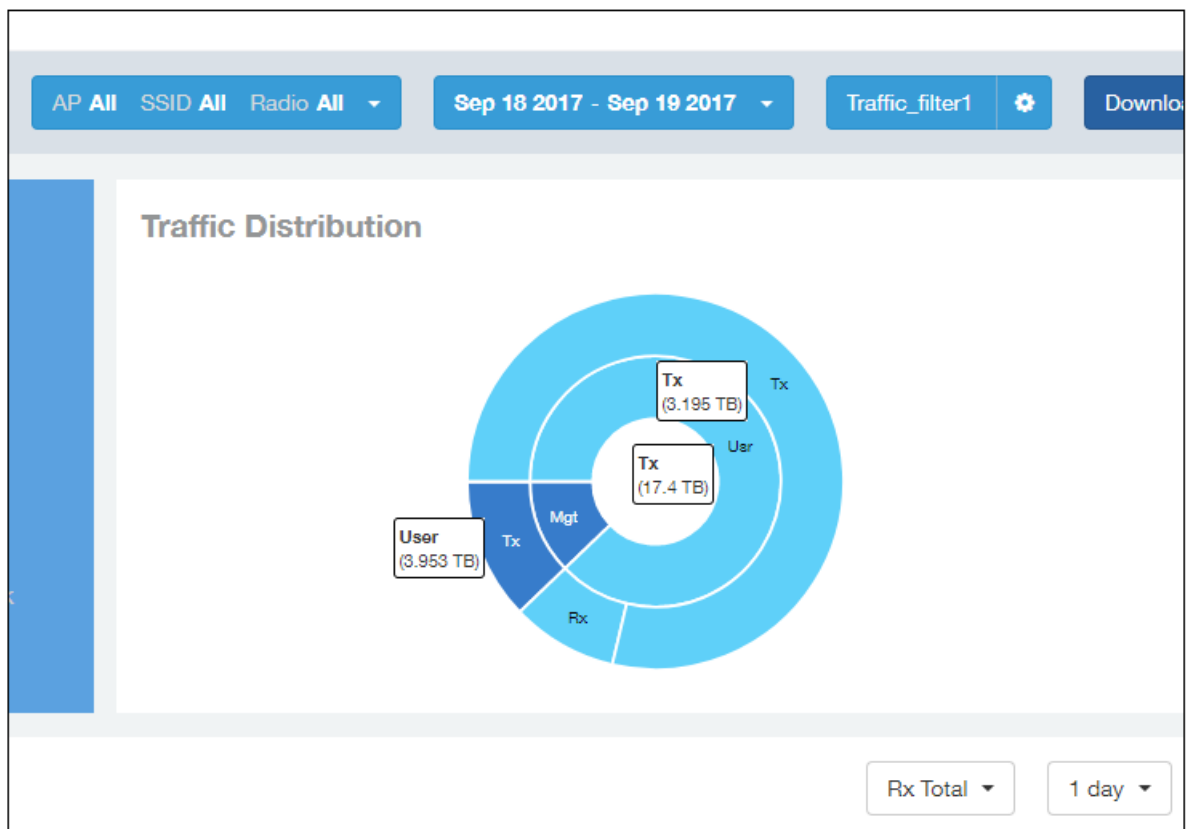 AP All SSID All Radio All
Sep 18 2017 - Sep 19 2017
Traffic_filter1
Downlo
Traffic Distribution
Tx
(3.195 TB)
Tx
Usr
Tx
(17.4 TB)
Mgt
User
(3.953 TB)
Tx
Rx
Rx Total
1 day